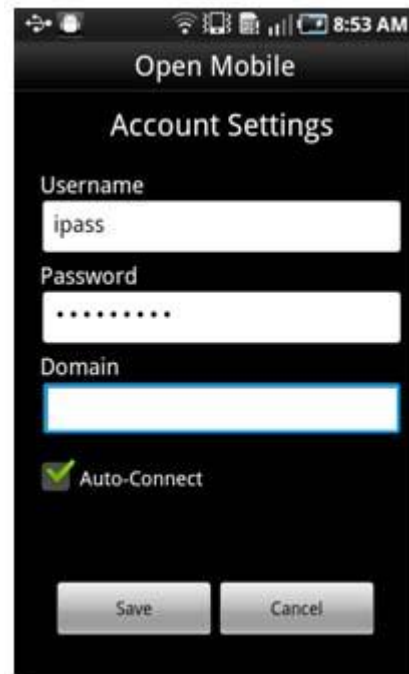 8:53 AM
Open Mobile
Account Settings
Username
ipass
Password
•••••••••
Domain
Auto-Connect
Save
Cancel